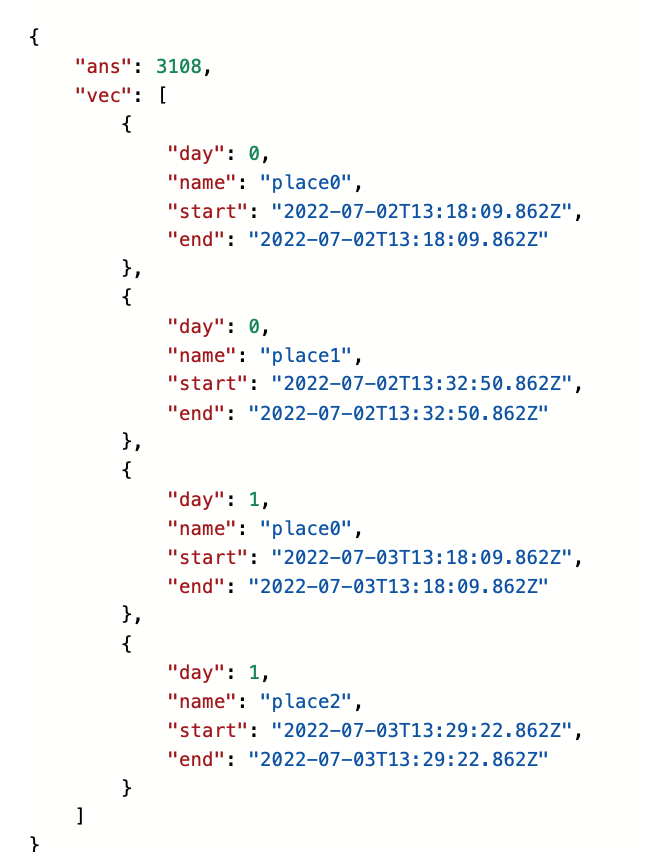 {
    "ans": 3108,
    "vec": [
        {
            "day": 0,
            "name": "place0",
            "start": "2022-07-02T13:18:09.862Z",
            "end": "2022-07-02T13:18:09.862Z"
        },
        {
            "day": 0,
            "name": "place1",
            "start": "2022-07-02T13:32:50.862Z",
            "end": "2022-07-02T13:32:50.862Z"
        },
        {
            "day": 1,
            "name": "place0",
            "start": "2022-07-03T13:18:09.862Z",
            "end": "2022-07-03T13:18:09.862Z"
        },
        {
            "day": 1,
            "name": "place2",
            "start": "2022-07-03T13:29:22.862Z",
            "end": "2022-07-03T13:29:22.862Z"
        }
    ]
}